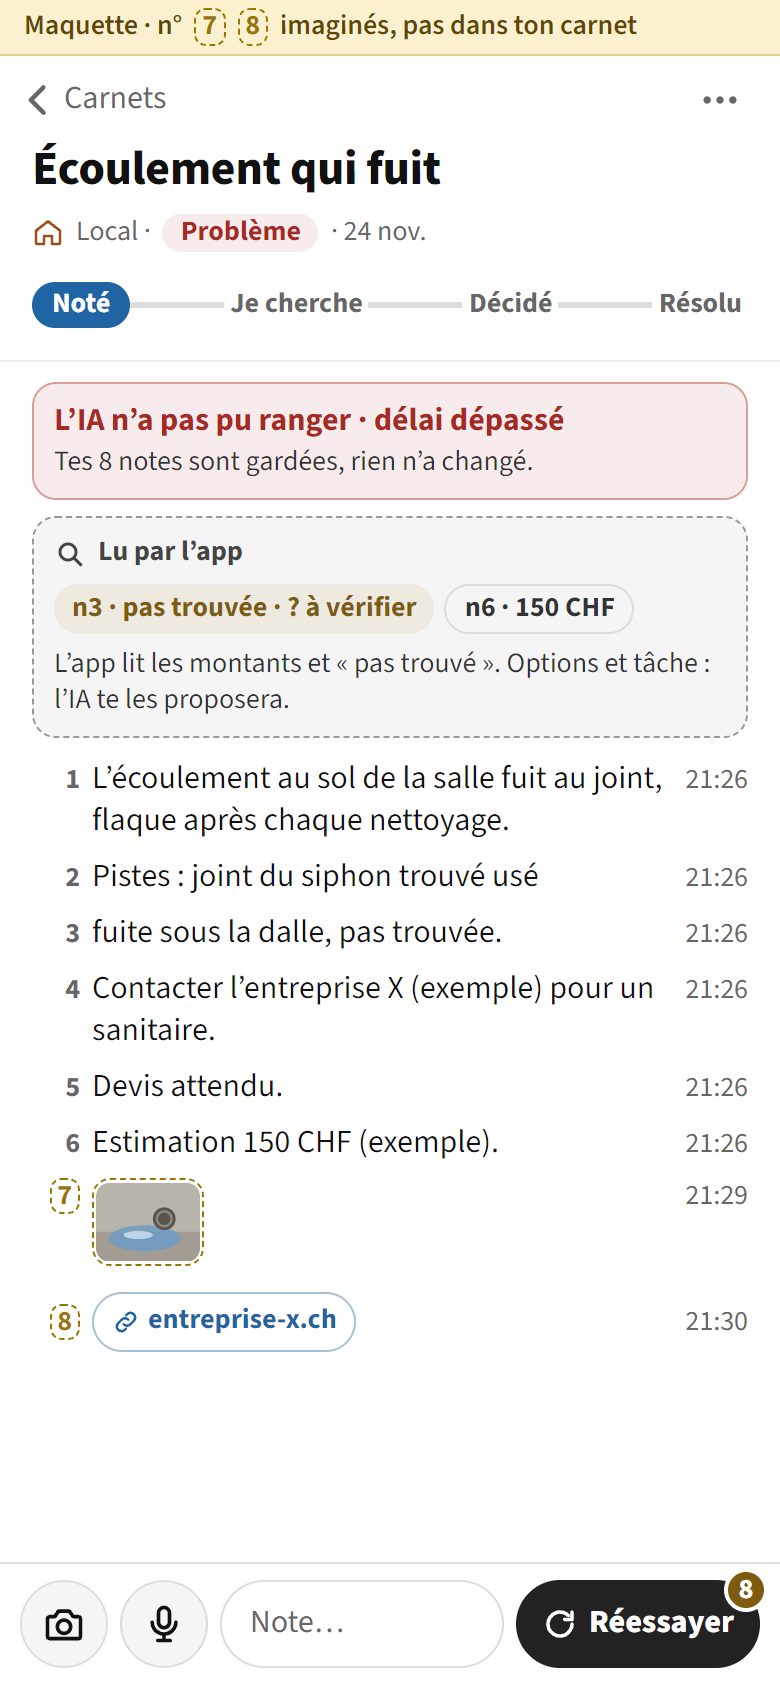 Maquette · n° 7 8 imaginés, pas dans ton carnet
Carnets
Écoulement qui fuit
Local · Problème · 24 nov.
Noté Je cherche Décidé Résolu
L’IA n’a pas pu ranger · délai dépassé
Tes 8 notes sont gardées, rien n’a changé.
Lu par l’app
n3 · pas trouvée · ? à vérifier n6 · 150 CHF
L’app lit les montants et « pas trouvé ». Options et tâche :
l’IA te les proposera.
1 L’écoulement au sol de la salle fuit au joint, 21:26
flaque après chaque nettoyage.
2 Pistes : joint du siphon trouvé usé 21:26
3 fuite sous la dalle, pas trouvée. 21:26
4 Contacter l’entreprise X (exemple) pour un 21:26
sanitaire.
5 Devis attendu. 21:26
6 Estimation 150 CHF (exemple). 21:26
7 21:29
8 entreprise-x.ch 21:30
Note… Réessayer 8